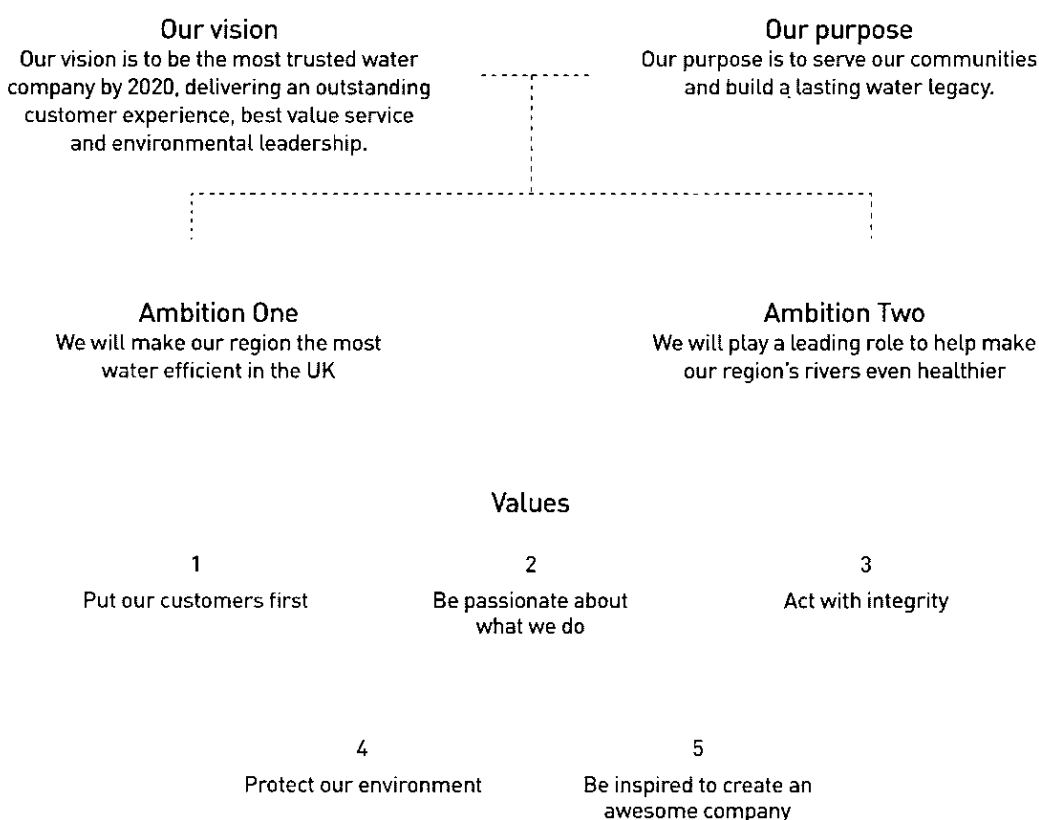 Our vision
Our vision is to be the most trusted water
company by 2020, delivering an outstanding
customer experience, best value service
and environmental leadership.
Our purpose
Our purpose is to serve our communities
and build a lasting water legacy.
Ambition One
We will make our region the most
water efficient in the UK
Ambition Two
We will play a leading role to help make
our region's rivers even healthier
Values
1
Put our customers first
2
Be passionate about
what we do
3
Act with integrity
4
Protect our environment
5
Be inspired to create an
awesome company